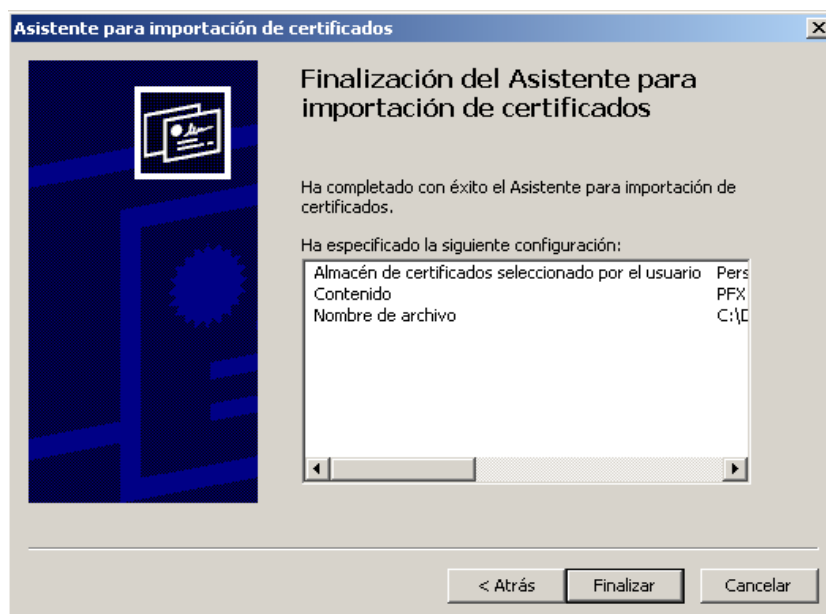 Asistente para importación de certificados
Finalización del Asistente para
importación de certificados
Ha completado con éxito el Asistente para importación de
certificados.
Ha especificado la siguiente configuración:
Almacén de certificados seleccionado por el usuario Pers
Contenido PFX
Nombre de archivo C:\D
< Atrás Finalizar Cancelar